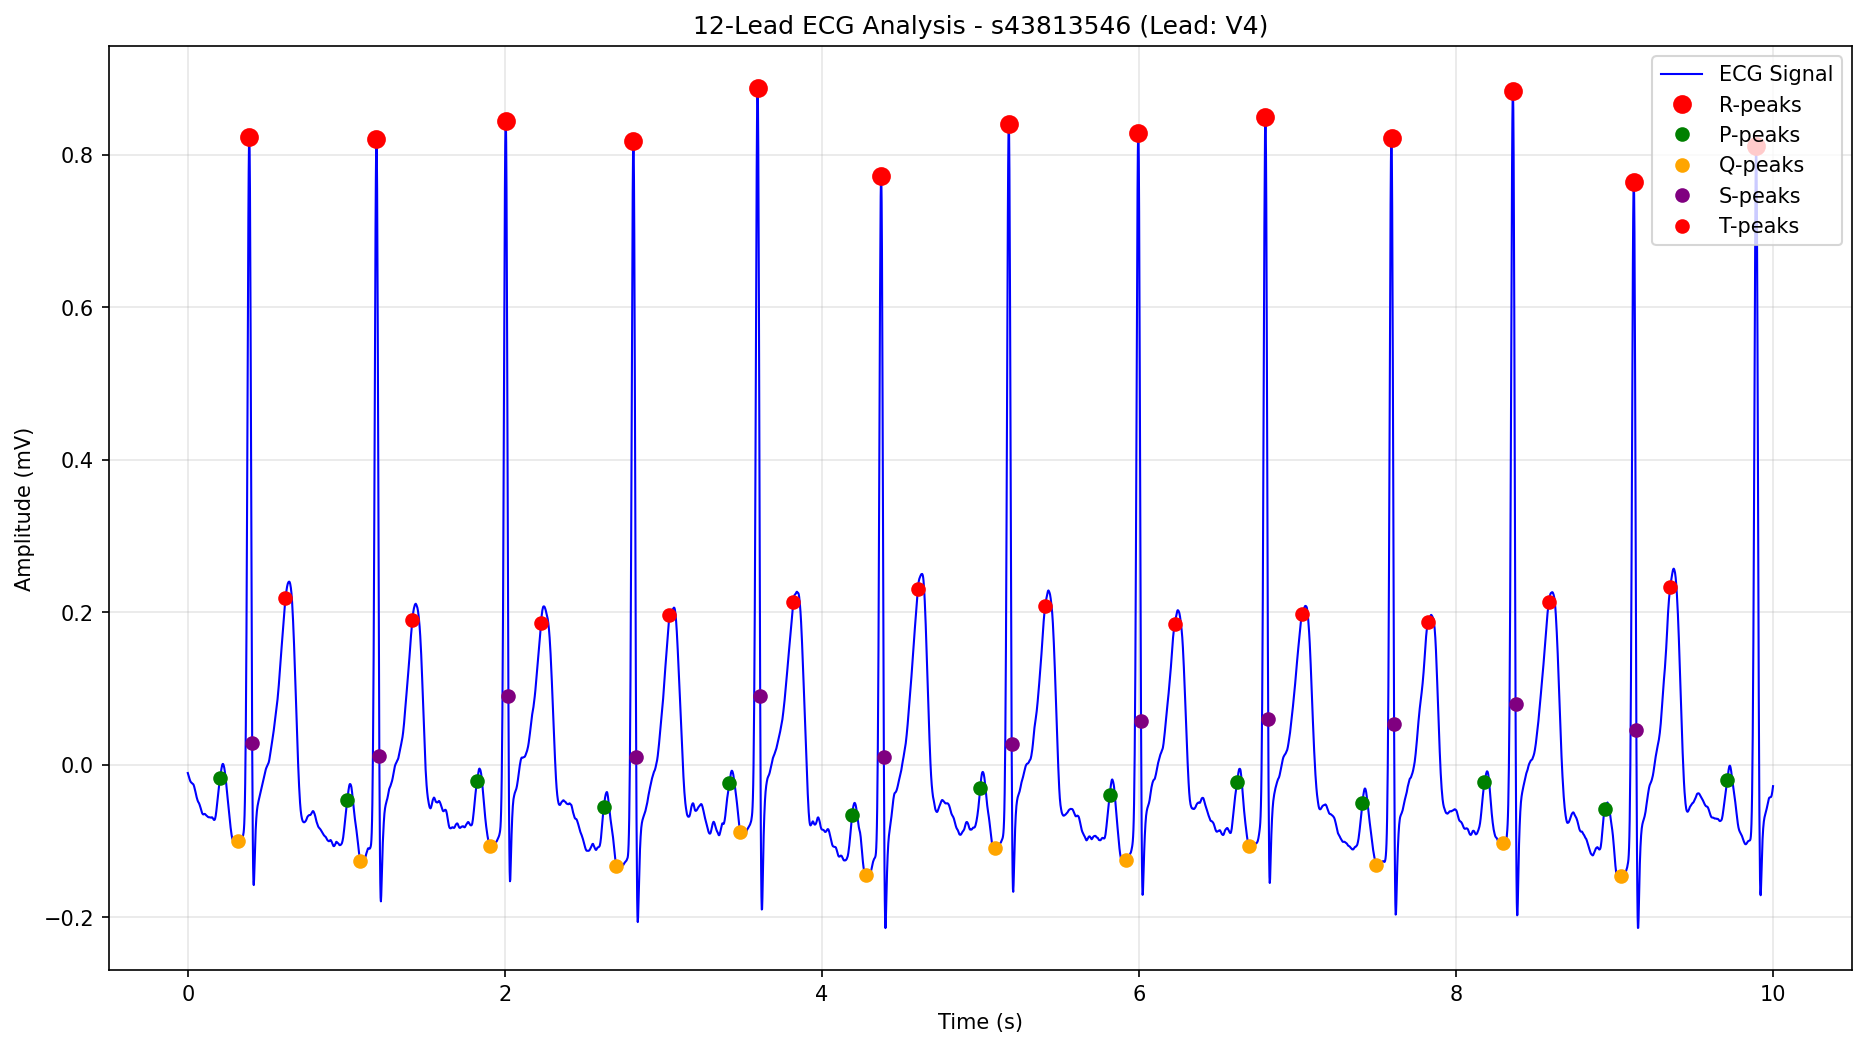 12-Lead ECG Analysis - s43813546 (Lead: V4)
ECG Signal
R-peaks
P-peaks
Q-peaks
S-peaks
T-peaks
Amplitude (mV)
0.8
0.6
0.4
0.2
0.0
−0.2
0 2 4 6 8 10
Time (s)